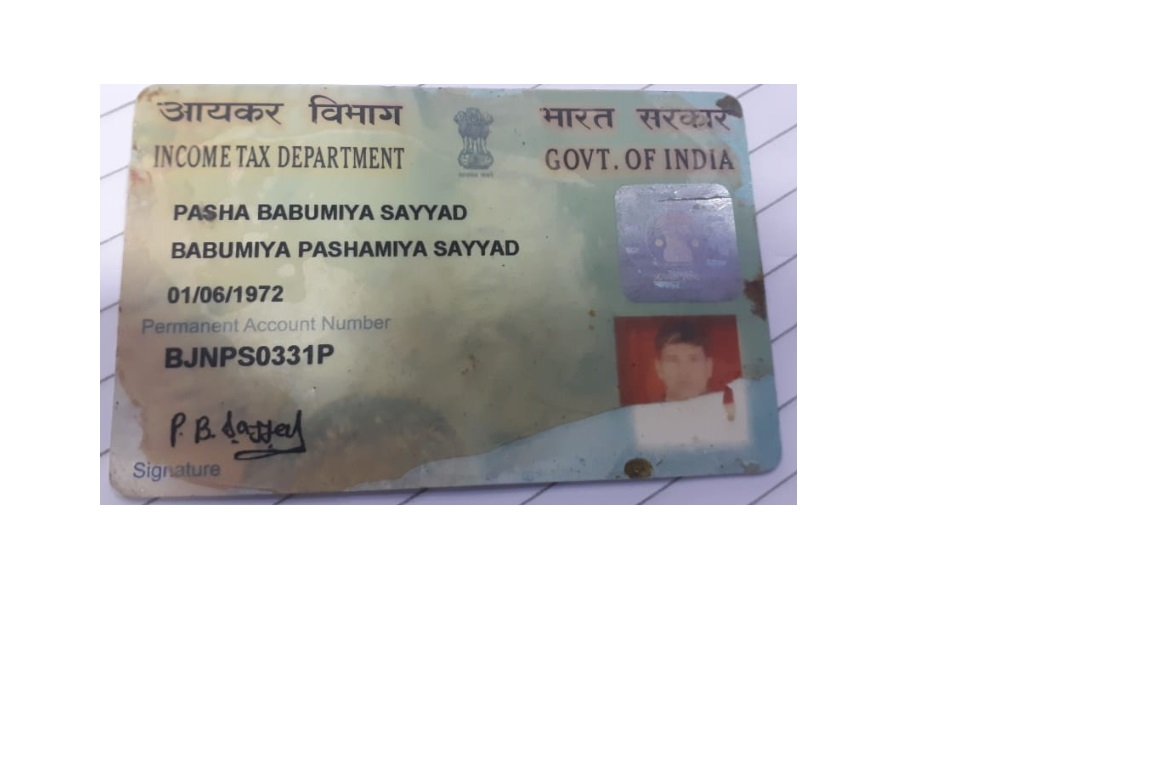 आयकर विभाग भारत सरकार
INCOME TAX DEPARTMENT GOVT. OF INDIA
PASHA BABUMIYA SAYYAD
BABUMIYA PASHAMIYA SAYYAD
01/06/1972
Permanent Account Number
BJNPS0331P
P. B. Sayyed
Signature